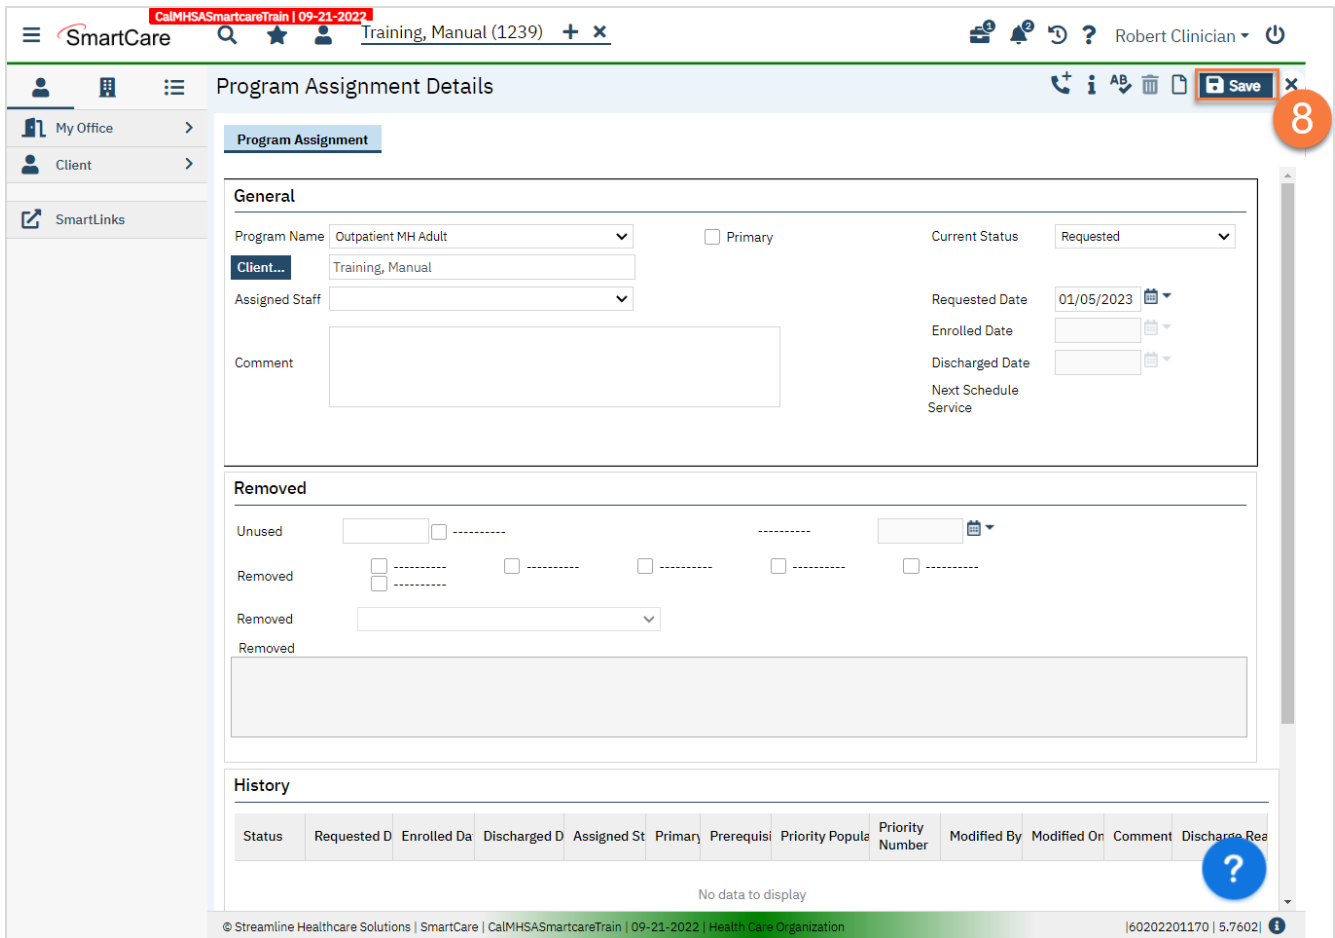 CalMHSASmartcareTrain | 09-21-2022
SmartCare
Training, Manual (1239)
1
2
Robert Clinician
Program Assignment Details
Save
8
My Office
Client
SmartLinks
Program Assignment
General
Program Name Outpatient MH Adult Primary Current Status Requested
Client... Training, Manual
Assigned Staff Requested Date 01/05/2023
Enrolled Date
Comment Discharged Date
Next Schedule
Service
Removed
Unused ---------- ----------
Removed ---------- ---------- ---------- ---------- ----------
----------
Removed
Removed
History
Status Requested D Enrolled Da Discharged D Assigned St Primary Prerequisi Priority Popula Priority Number Modified By Modified On Comment Discharge Rea
No data to display
?
© Streamline Healthcare Solutions | SmartCare | CalMHSASmartcareTrain | 09-21-2022 | Health Care Organization |60202201170 | 5.7602|